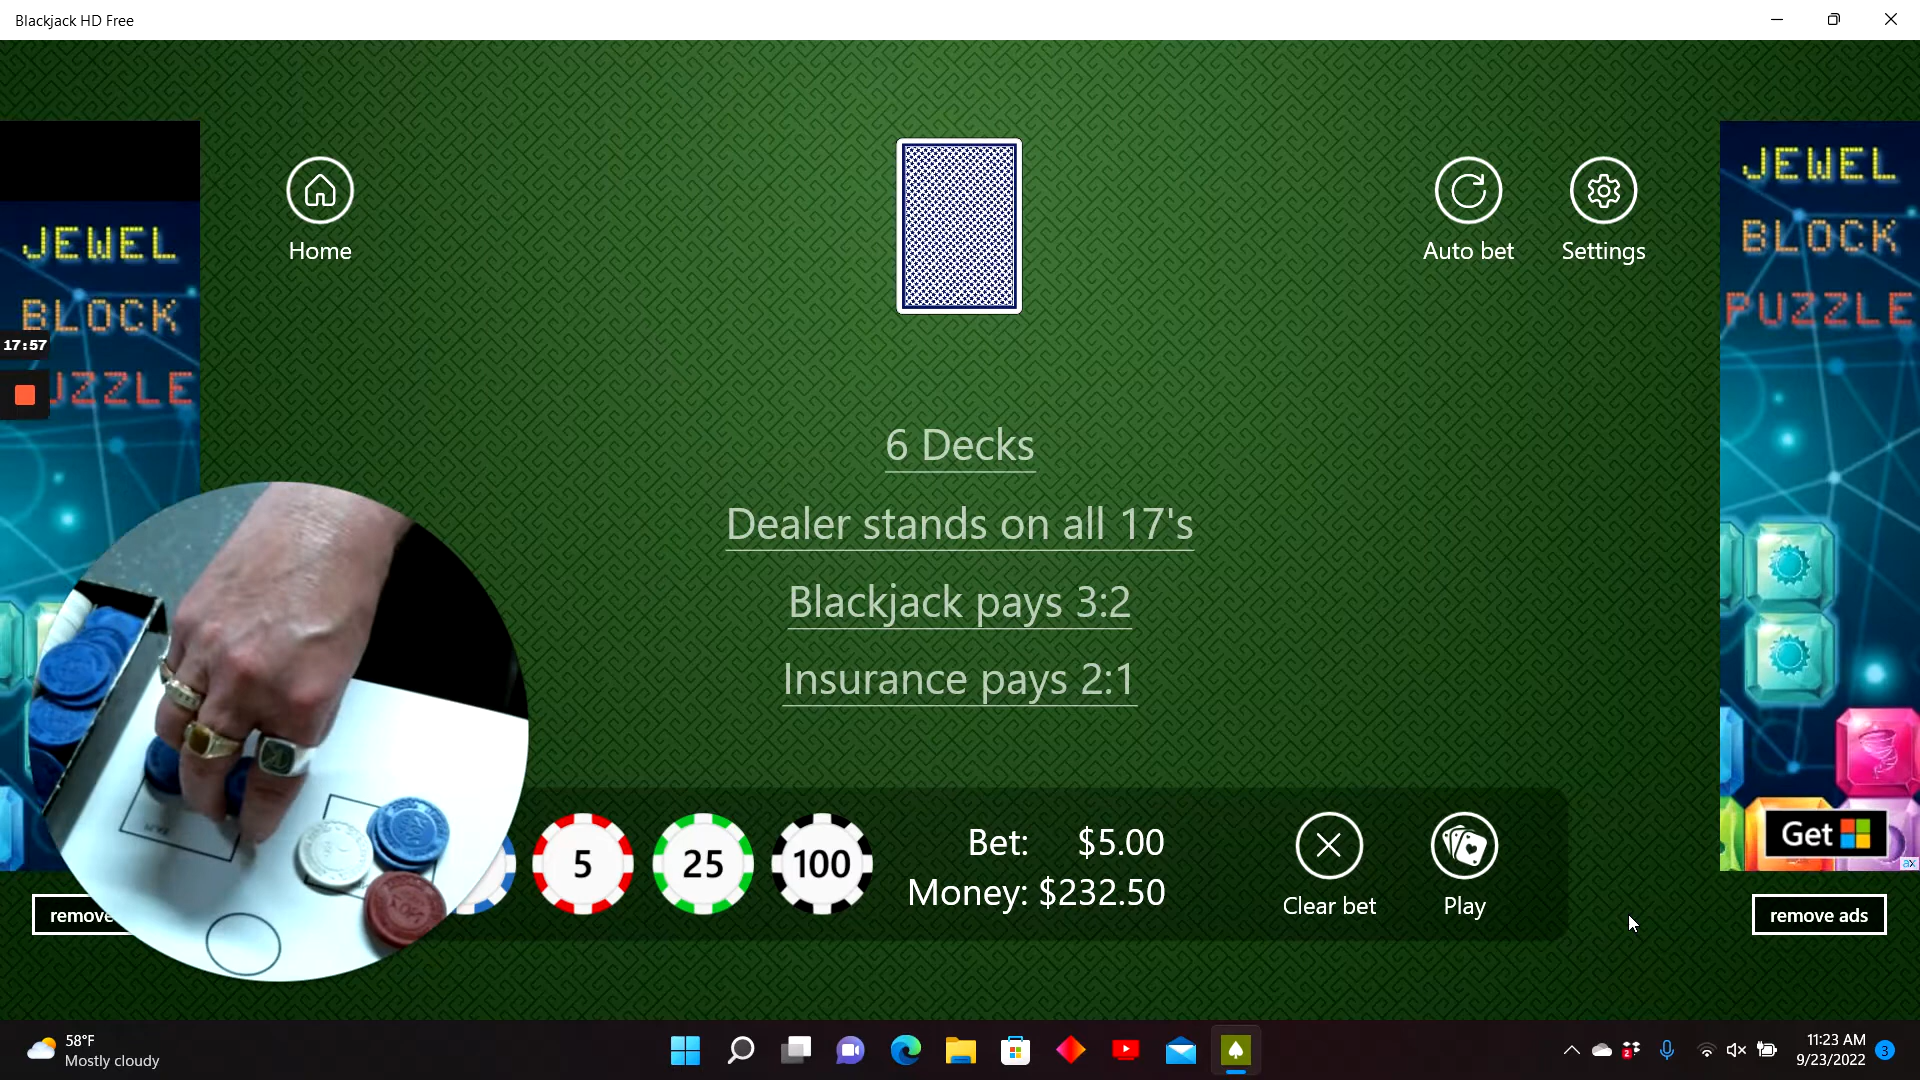 Blackjack HD Free
JEWEL
BLOCK
UZZLE
17:57
Home
Auto bet
Settings
JEWEL
BLOCK
PUZZLE
6 Decks
Dealer stands on all 17's
Blackjack pays 3:2
Insurance pays 2:1
5
25
100
Bet: $5.00
Money: $232.50
Clear bet
Play
Get
remove
remove ads
58°F
Mostly cloudy
2
11:23 AM
9/23/2022
3